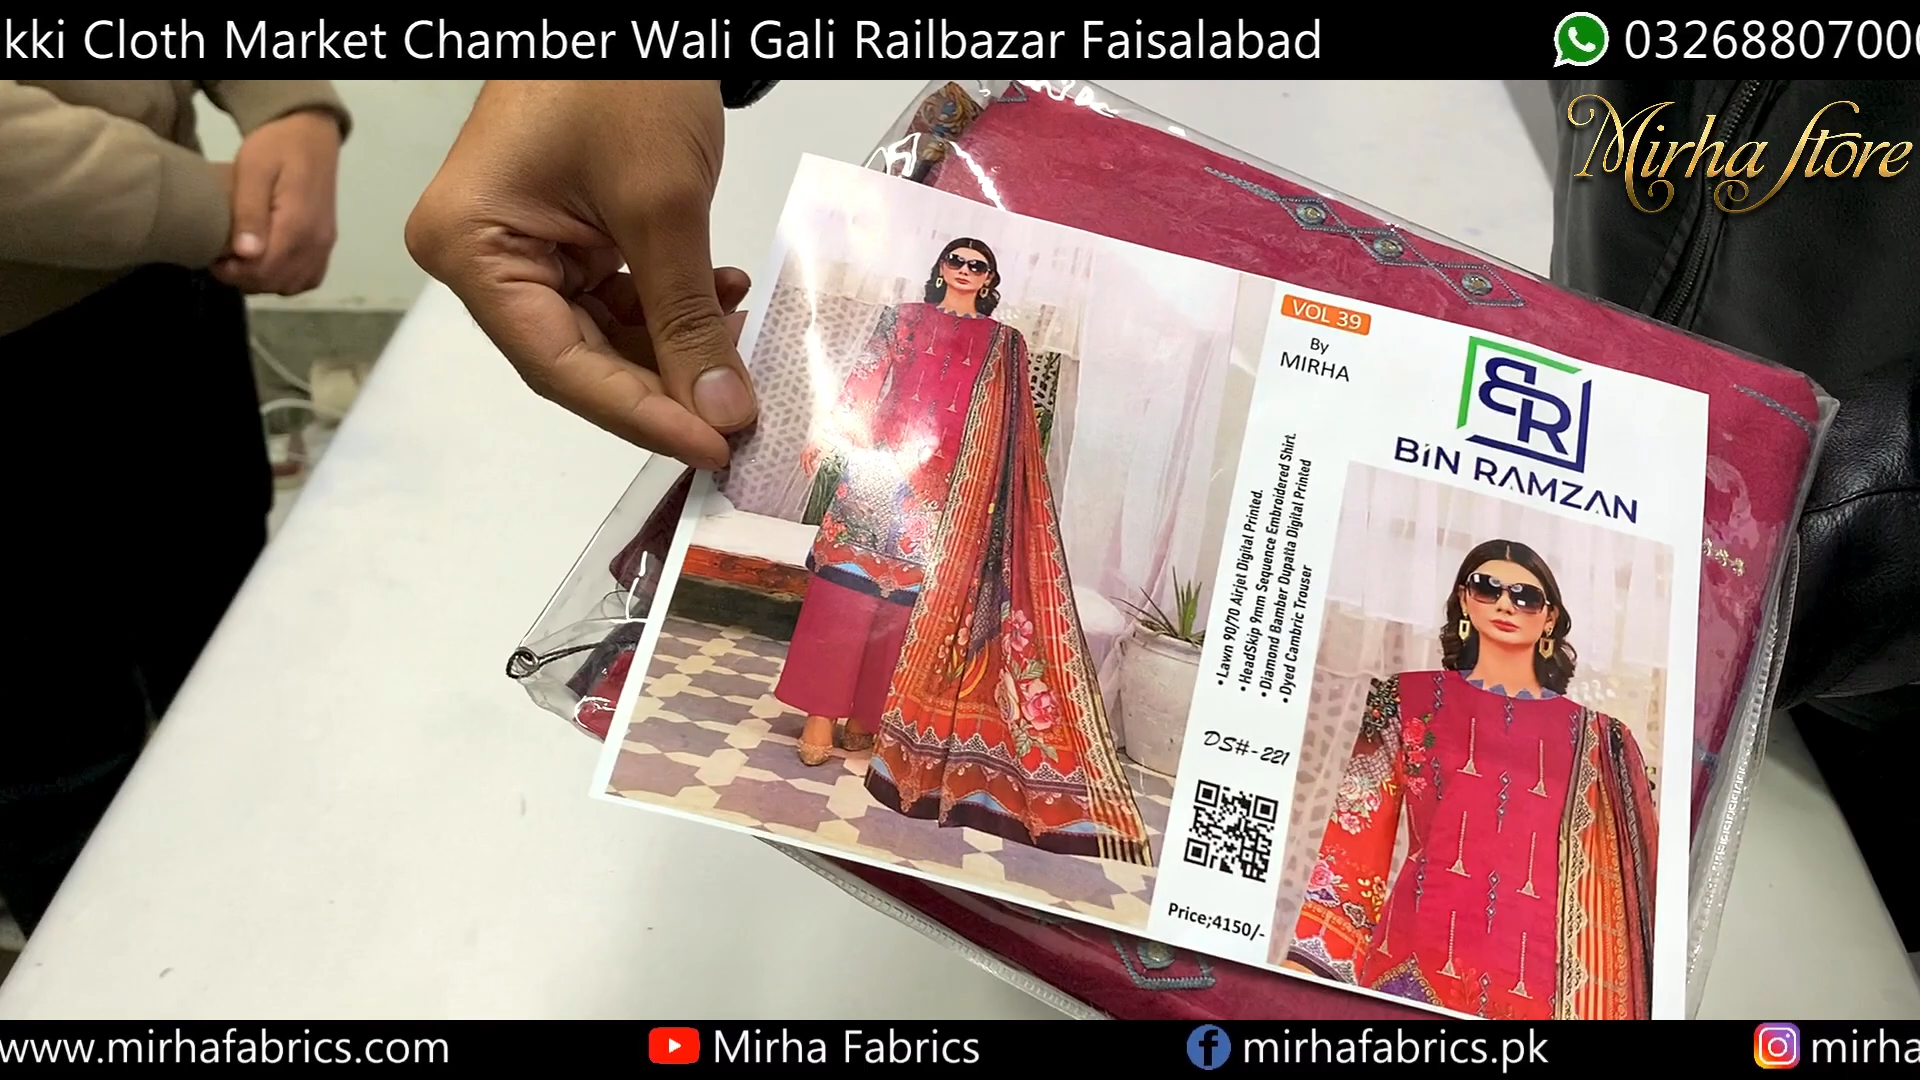 kki Cloth Market Chamber Wali Gali Railbazar Faisalabad
03268807000
Mirha Store
VOL 39
By
MIRHA
BR
BiN RAMZAN
• Lawn 90/70 Airjet Digital Printed.
• HeadSkip 9mm Sequence Embroidered Shirt.
• Diamond Bamber Dupatta Digital Printed
• Dyed Cambric Trouser
DS#-221
Price;4150/-
www.mirhafabrics.com
Mirha Fabrics
mirhafabrics.pk
mirha